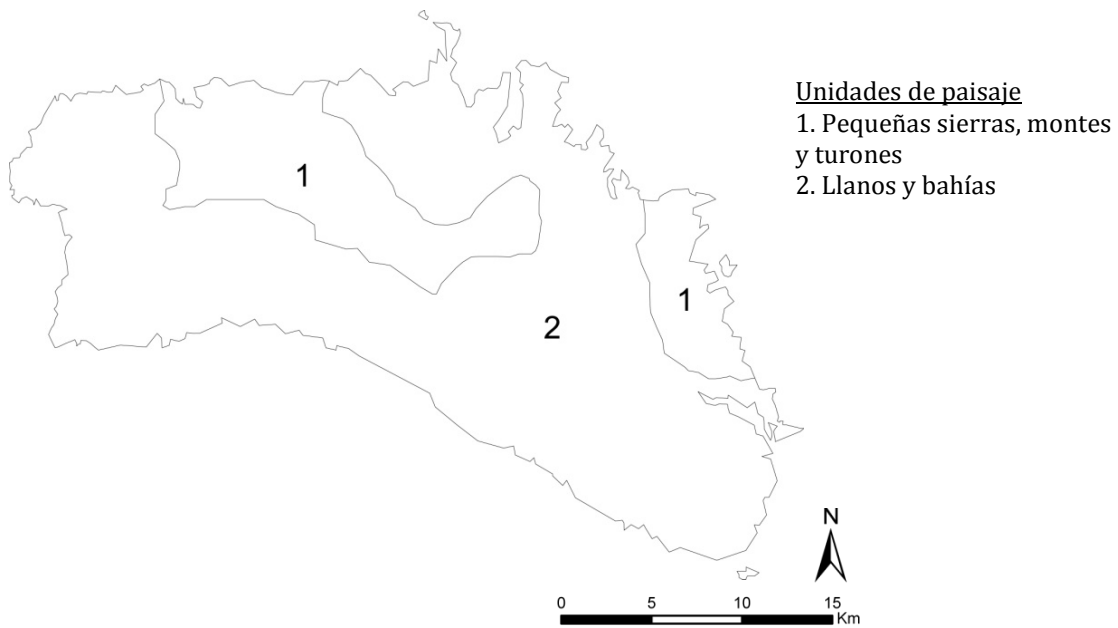 Unidades de paisaje
1. Pequeñas sierras, montes
y turones
2. Llanos y bahías
1
1
2
N
0 5 10 15
Km